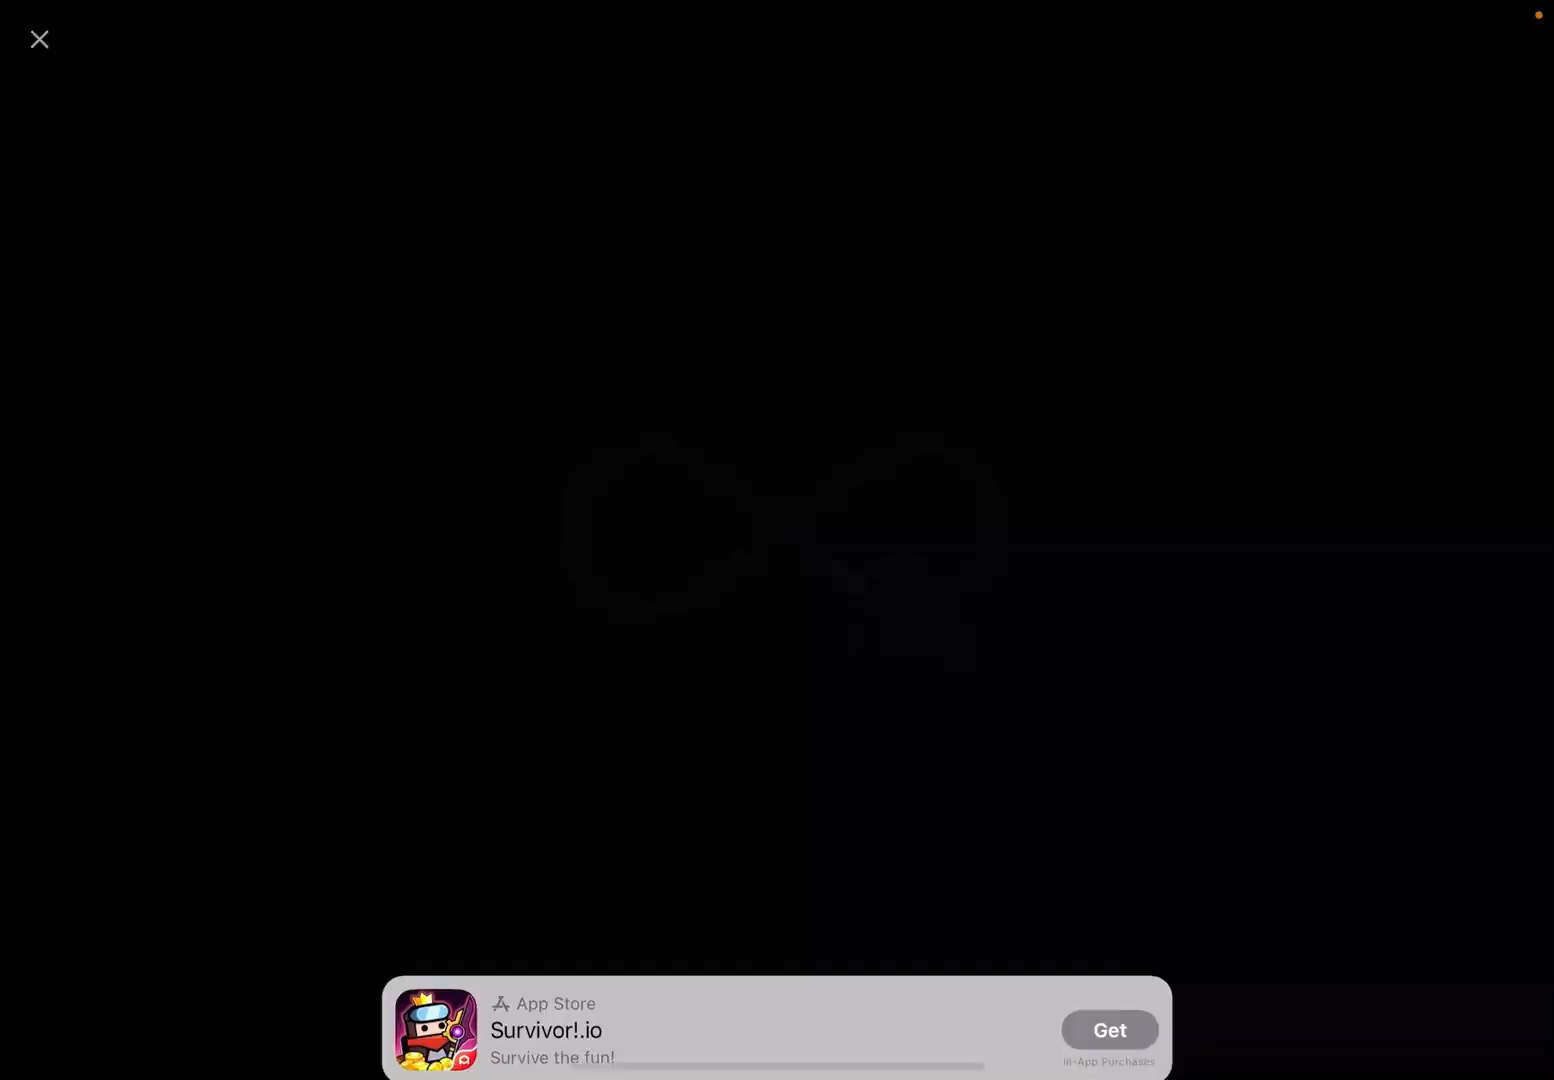 App Store
Survivor!.io
Survive the fun!
Get
In-App Purchases